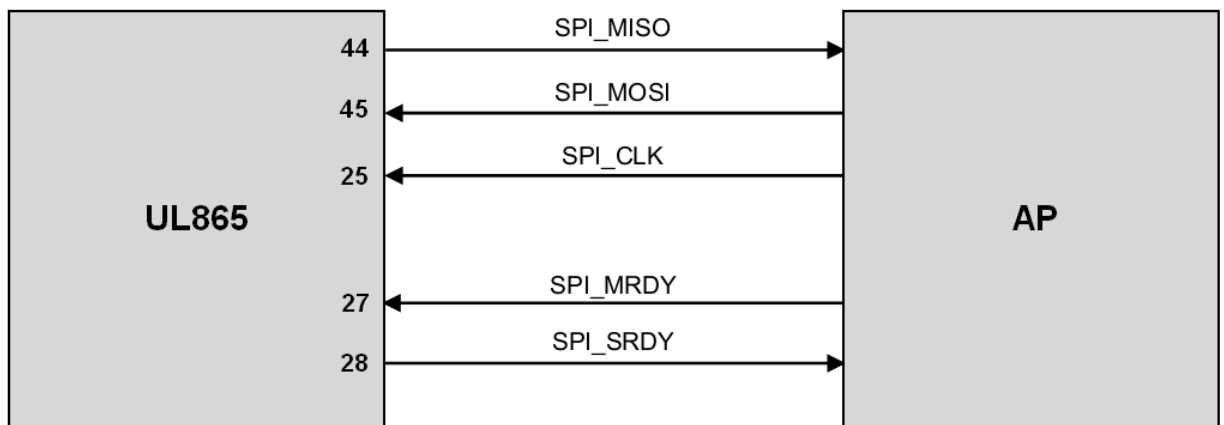 SPI_MISO
44
SPI_MOSI
45
SPI_CLK
25
UL865
AP
SPI_MRDY
27
SPI_SRDY
28